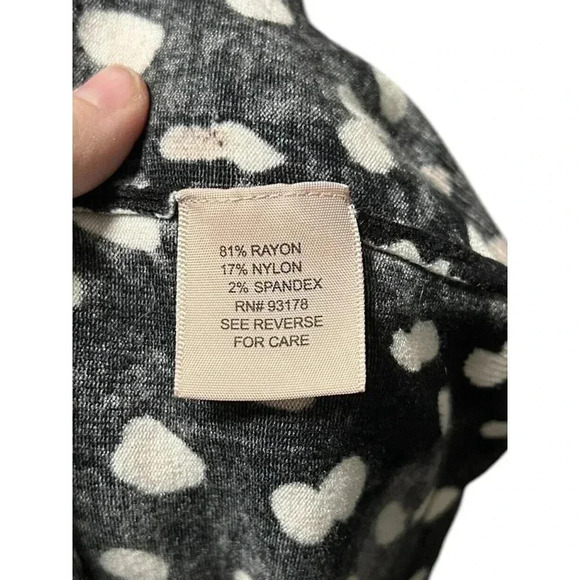 81% RAYON
17% NYLON
2% SPANDEX
RN# 93178
SEE REVERSE
FOR CARE